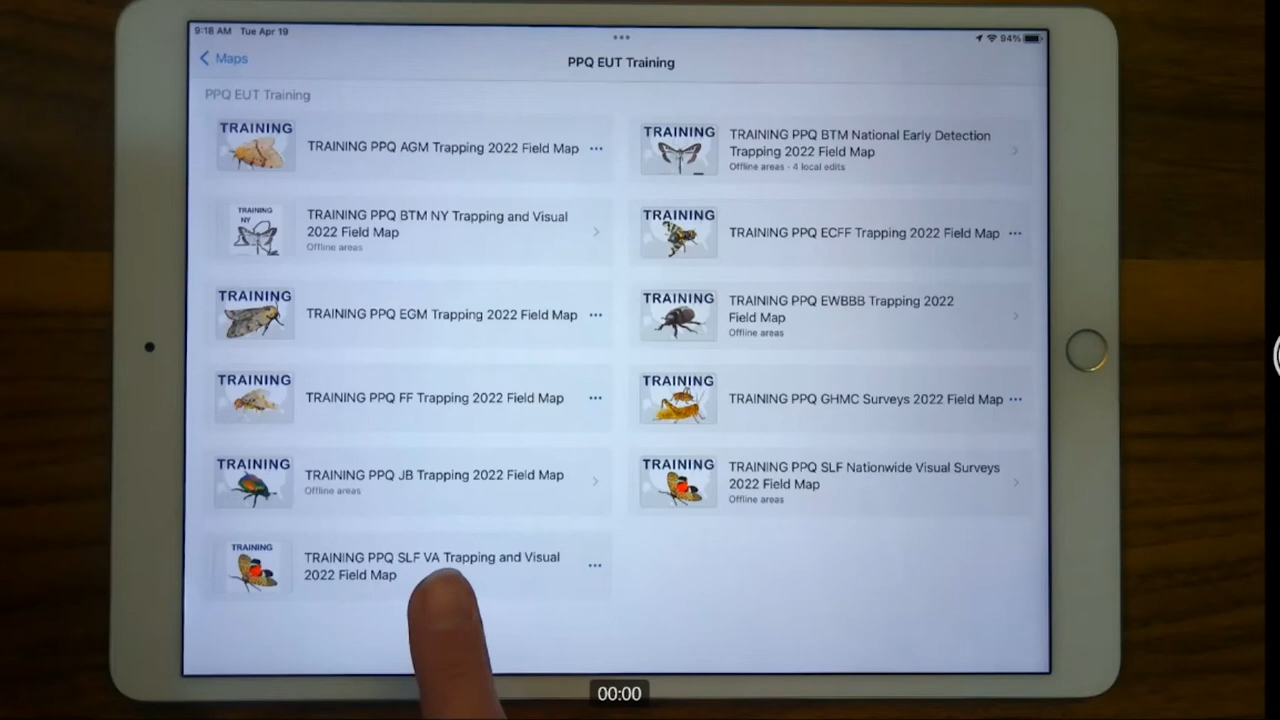 9:18 AM Tue Apr 19
94%
Maps
PPQ EUT Training
PPQ EUT Training
TRAINING
TRAINING PPQ AGM Trapping 2022 Field Map
TRAINING
TRAINING PPQ BTM National Early Detection
Trapping 2022 Field Map
Offline areas · 4 local edits
TRAINING
NY
TRAINING PPQ BTM NY Trapping and Visual
2022 Field Map
Offline areas
TRAINING
TRAINING PPQ ECFF Trapping 2022 Field Map
TRAINING
TRAINING PPQ EGM Trapping 2022 Field Map
TRAINING
TRAINING PPQ EWBBB Trapping 2022
Field Map
Offline areas
TRAINING
TRAINING PPQ FF Trapping 2022 Field Map
TRAINING
TRAINING PPQ GHMC Surveys 2022 Field Map
TRAINING
TRAINING PPQ JB Trapping 2022 Field Map
Offline areas
TRAINING
TRAINING PPQ SLF Nationwide Visual Surveys
2022 Field Map
Offline areas
TRAINING
TRAINING PPQ SLF VA Trapping and Visual
2022 Field Map
00:00